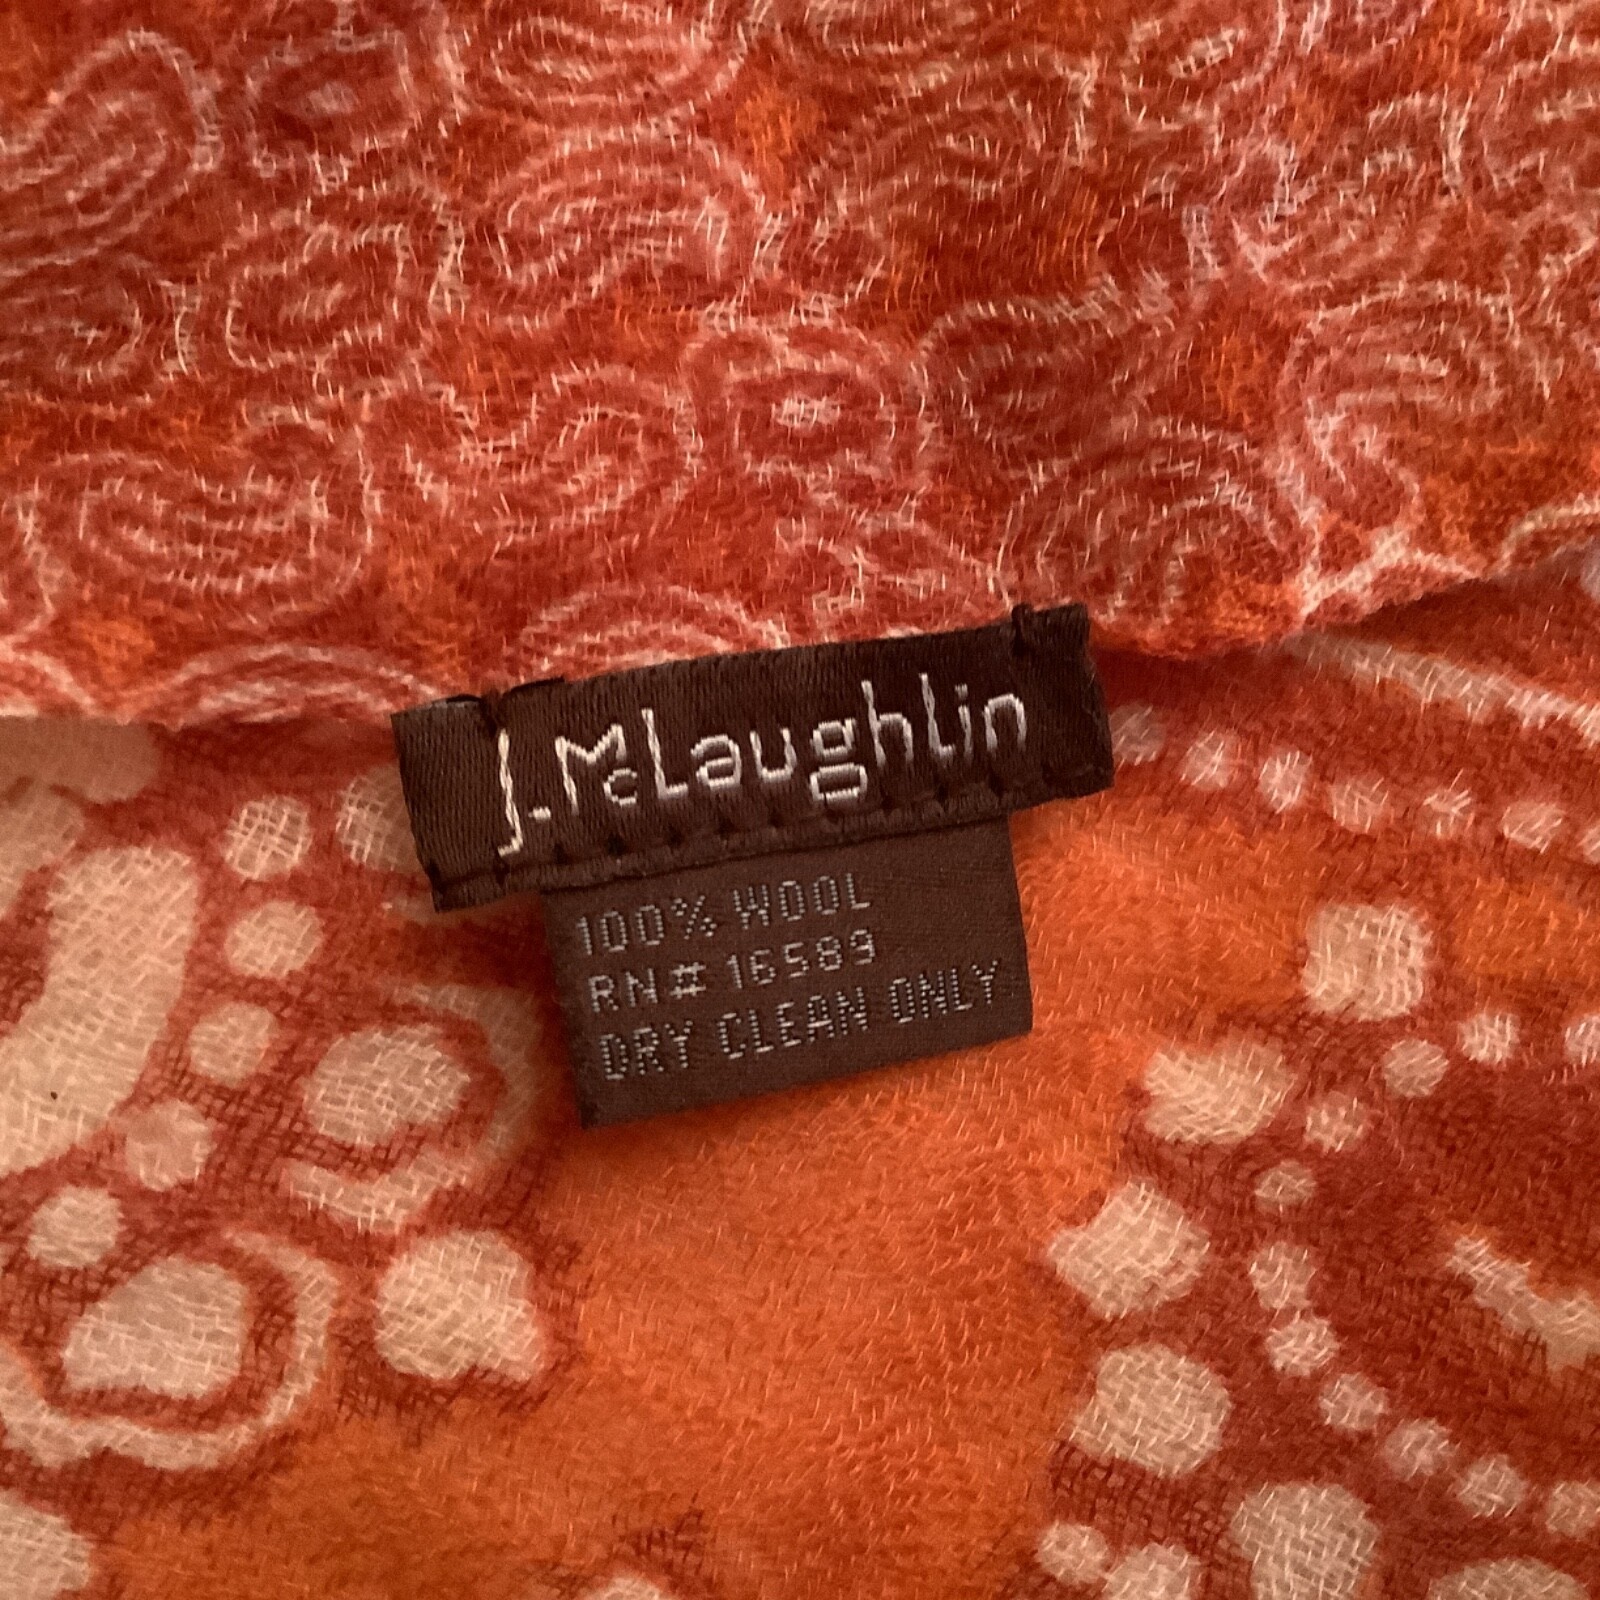 J. McLaughlin
100% WOOL
RN# 16589
DRY CLEAN ONLY